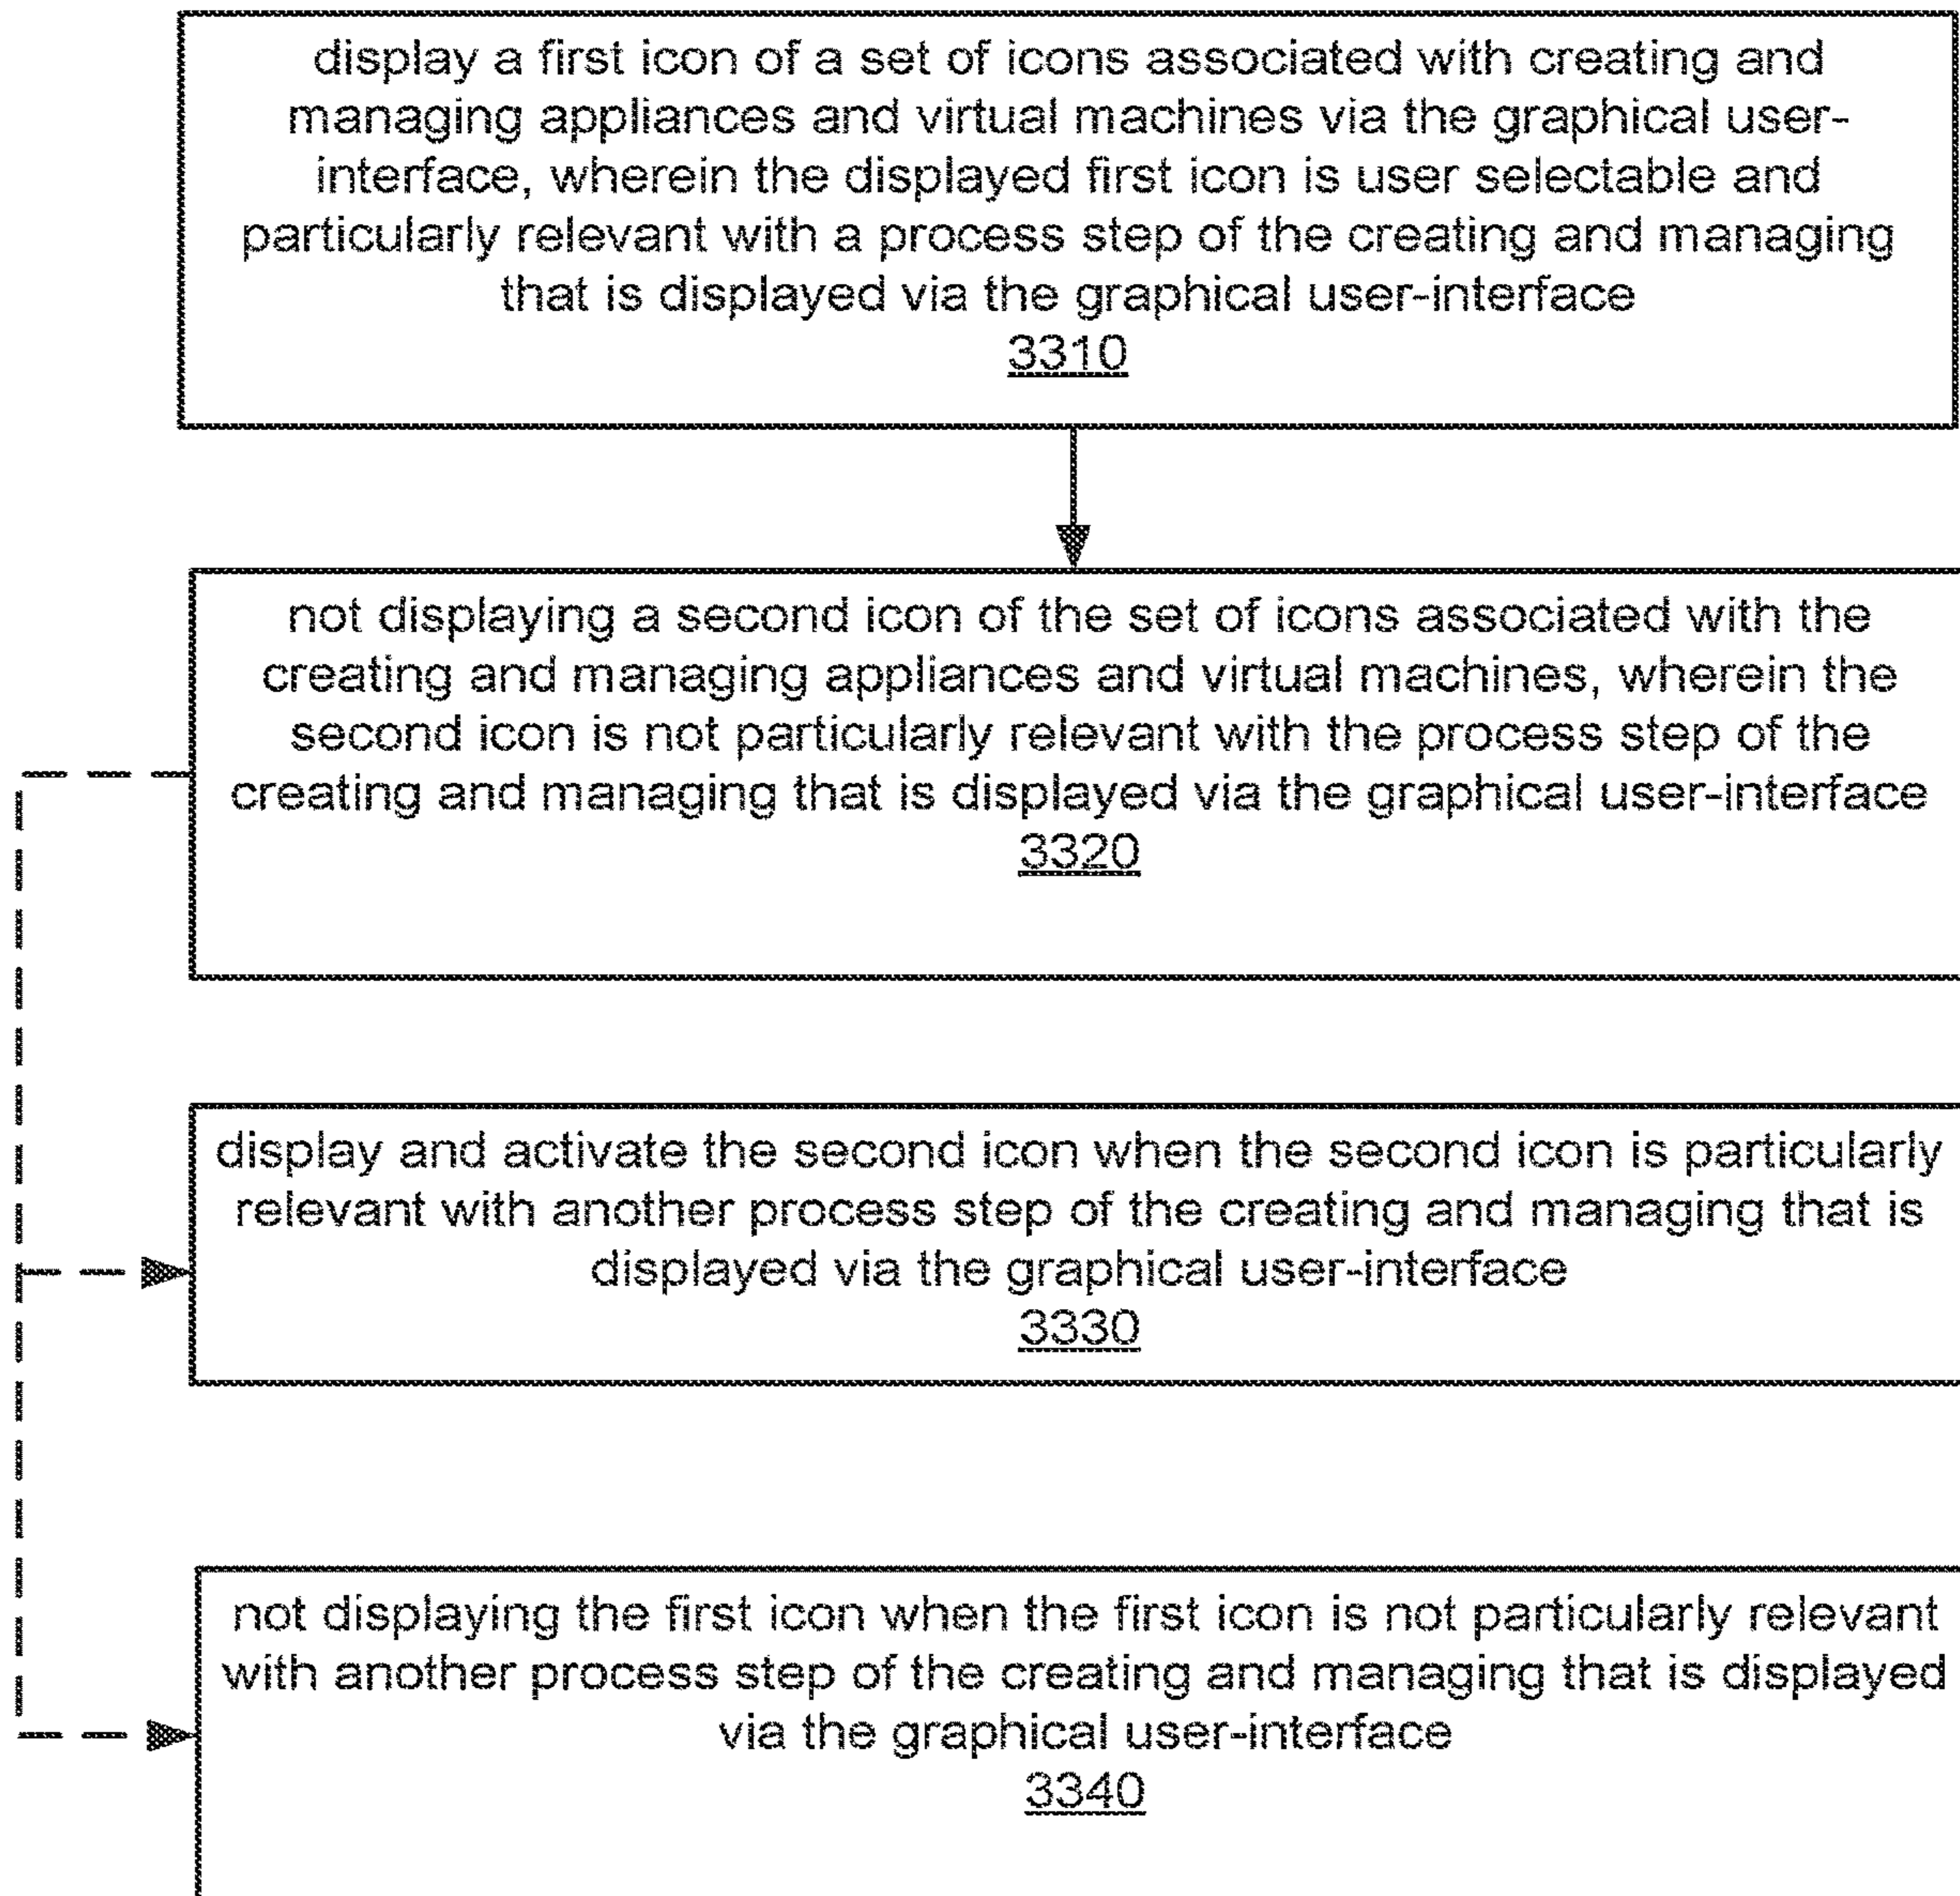 display a first icon of a set of icons associated with creating and
managing appliances and virtual machines via the graphical user-
interface, wherein the displayed first icon is user selectable and
particularly relevant with a process step of the creating and managing
that is displayed via the graphical user-interface
3310
not displaying a second icon of the set of icons associated with the
creating and managing appliances and virtual machines, wherein the
second icon is not particularly relevant with the process step of the
creating and managing that is displayed via the graphical user-interface
3320
display and activate the second icon when the second icon is particularly
relevant with another process step of the creating and managing that is
displayed via the graphical user-interface
3330
not displaying the first icon when the first icon is not particularly relevant
with another process step of the creating and managing that is displayed
via the graphical user-interface
3340